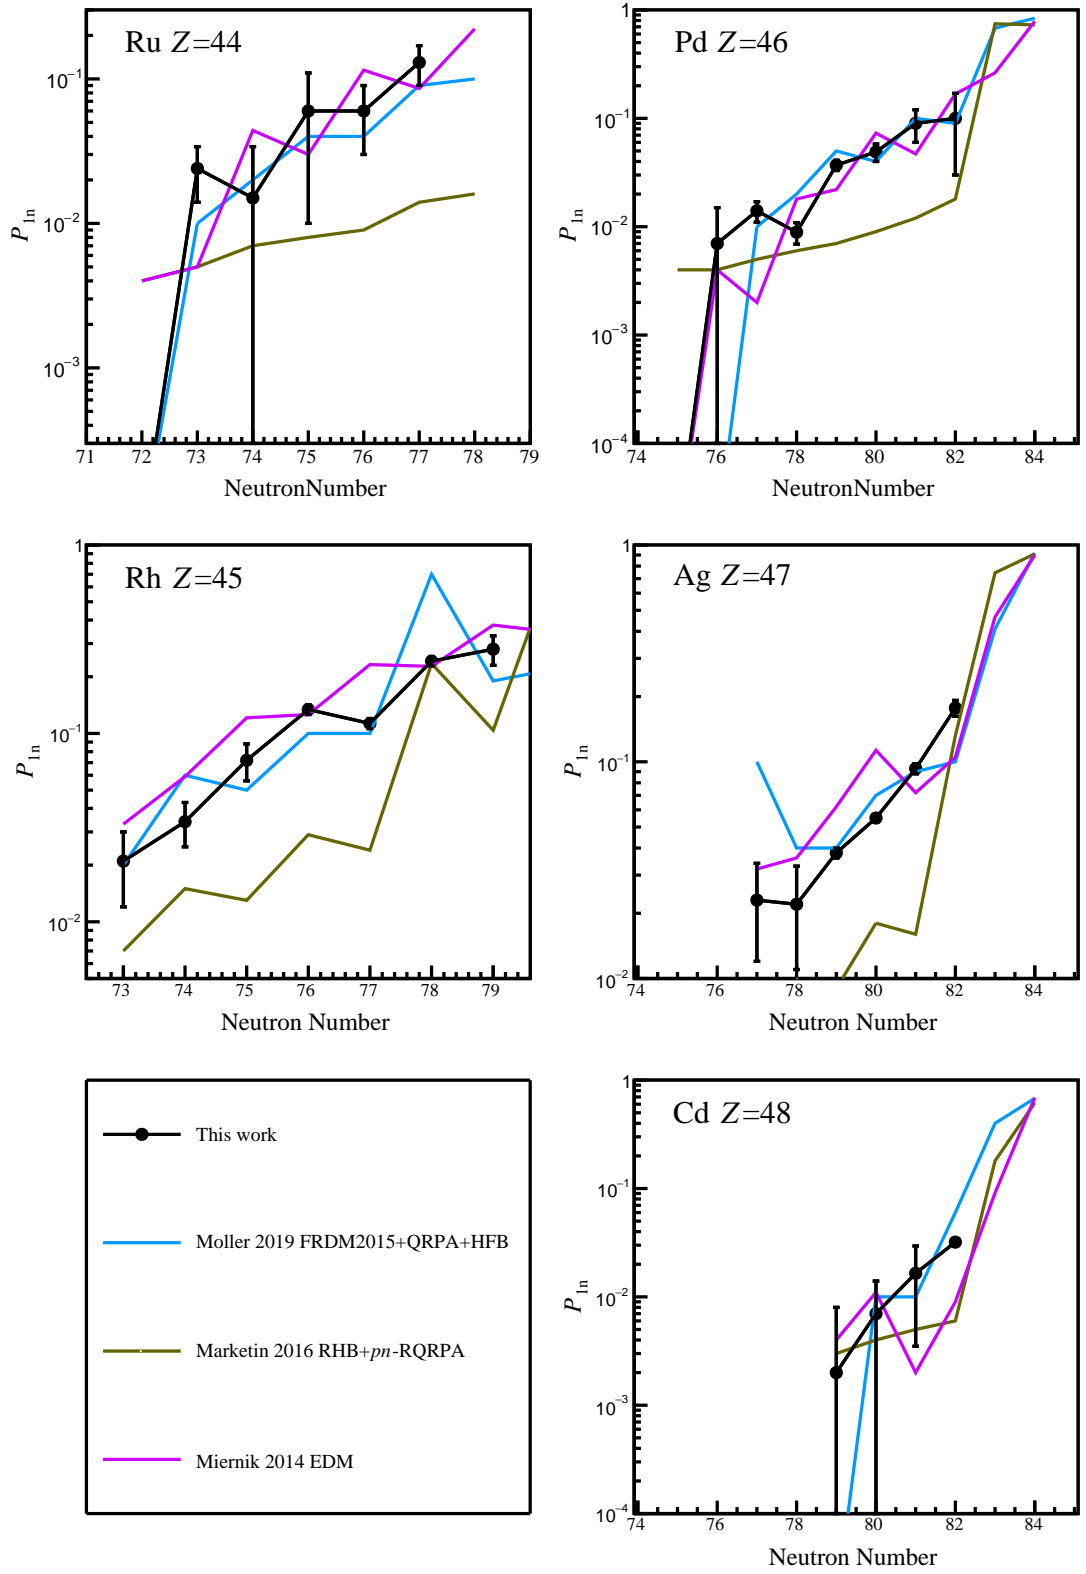 Ru Z=44
10⁻¹
10⁻²
10⁻³
P₁ₙ
71 72 73 74 75 76 77 78 79
NeutronNumber
Pd Z=46
1
10⁻¹
10⁻²
10⁻³
10⁻⁴
P₁ₙ
74 76 78 80 82 84
NeutronNumber
Rh Z=45
1
10⁻¹
10⁻²
P₁ₙ
73 74 75 76 77 78 79
Neutron Number
Ag Z=47
1
10⁻¹
10⁻²
P₁ₙ
74 76 78 80 82 84
Neutron Number
This work
Moller 2019 FRDM2015+QRPA+HFB
Marketin 2016 RHB+pn-RQRPA
Miernik 2014 EDM
Cd Z=48
1
10⁻¹
10⁻²
10⁻³
10⁻⁴
P₁ₙ
74 76 78 80 82 84
Neutron Number